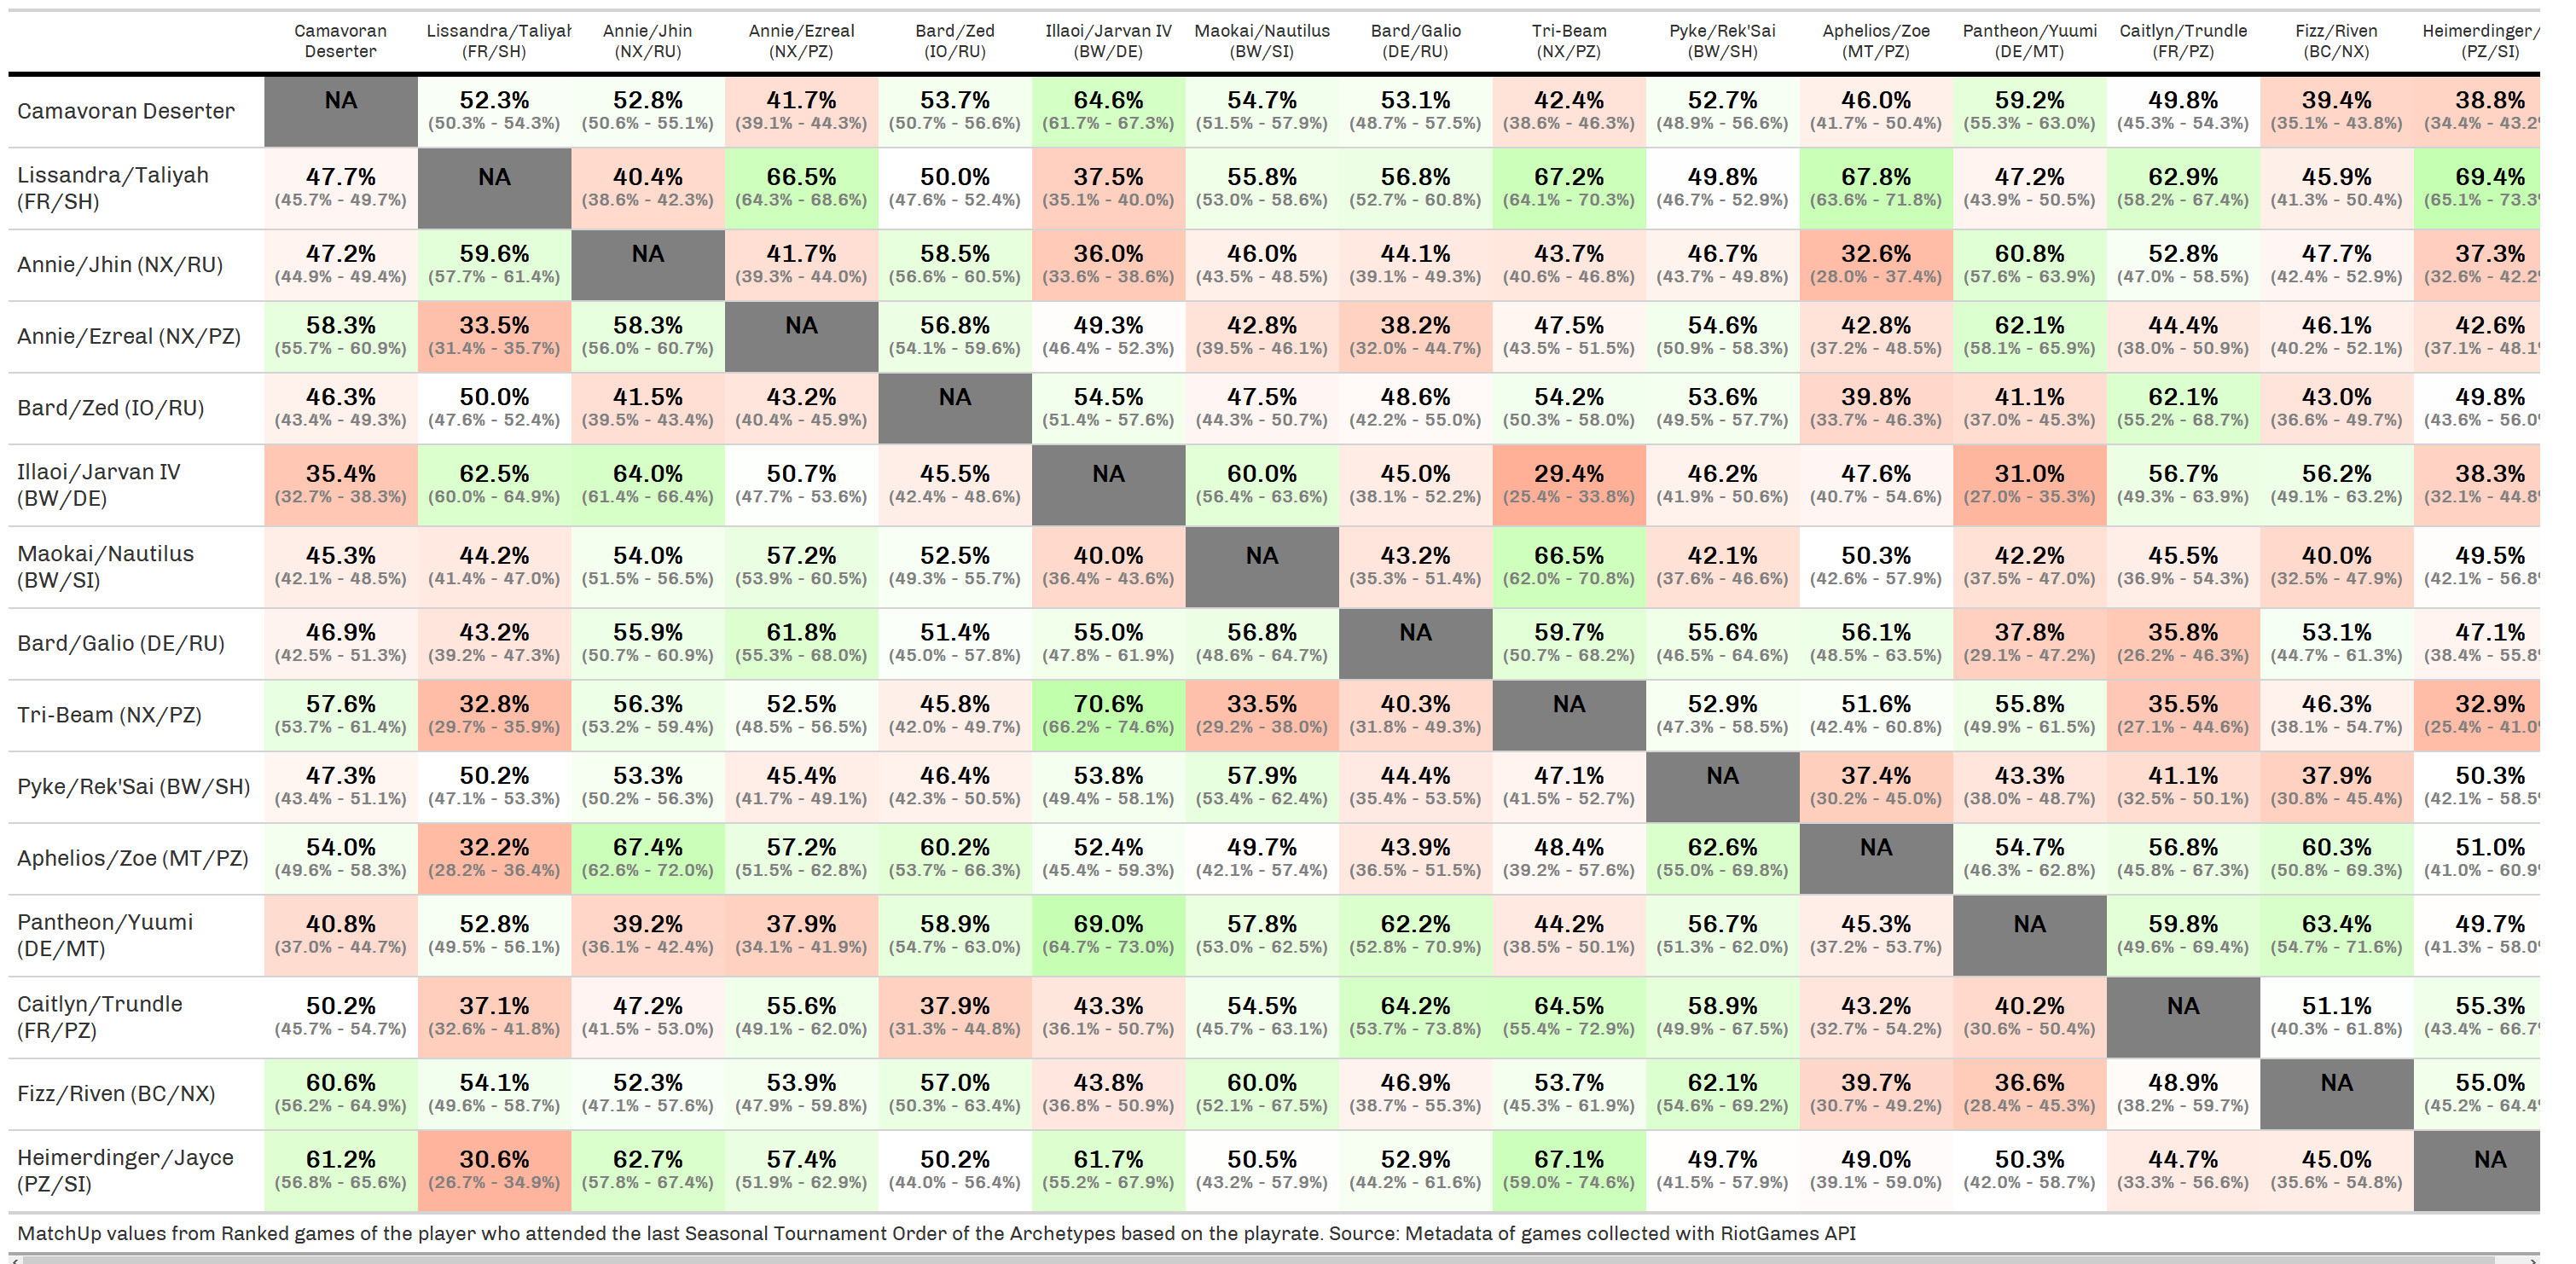 Camavoran Lissandra/Taliyah Annie/Jhin Annie/Ezreal Bard/Zed Illaoi/Jarvan IV Maokai/Nautilus Bard/Galio Tri-Beam Pyke/Rek'Sai Aphelios/Zoe Pantheon/Yuumi Caitlyn/Trundle Fizz/Riven Heimerdinger/
Deserter (FR/SH) (NX/RU) (NX/PZ) (IO/RU) (BW/DE) (BW/SI) (DE/RU) (NX/PZ) (BW/SH) (MT/PZ) (DE/MT) (FR/PZ) (BC/NX) (PZ/SI)
Camavoran Deserter NA 52.3% 52.8% 41.7% 53.7% 64.6% 54.7% 53.1% 42.4% 52.7% 46.0% 59.2% 49.8% 39.4% 38.8%
(50.3% - 54.3%) (50.6% - 55.1%) (39.1% - 44.3%) (50.7% - 56.6%) (61.7% - 67.3%) (51.5% - 57.9%) (48.7% - 57.5%) (38.6% - 46.3%) (48.9% - 56.6%) (41.7% - 50.4%) (55.3% - 63.0%) (45.3% - 54.3%) (35.1% - 43.8%) (34.4% - 43.2%
Lissandra/Taliyah 47.7% NA 40.4% 66.5% 50.0% 37.5% 55.8% 56.8% 67.2% 49.8% 67.8% 47.2% 62.9% 45.9% 69.4%
(FR/SH) (45.7% - 49.7%) (38.6% - 42.3%) (64.3% - 68.6%) (47.6% - 52.4%) (35.1% - 40.0%) (53.0% - 58.6%) (52.7% - 60.8%) (64.1% - 70.3%) (46.7% - 52.9%) (63.6% - 71.8%) (43.9% - 50.5%) (58.2% - 67.4%) (41.3% - 50.4%) (65.1% - 73.3%
Annie/Jhin (NX/RU) 47.2% 59.6% NA 41.7% 58.5% 36.0% 46.0% 44.1% 43.7% 46.7% 32.6% 60.8% 52.8% 47.7% 37.3%
(44.9% - 49.4%) (57.7% - 61.4%) (39.3% - 44.0%) (56.6% - 60.5%) (33.6% - 38.6%) (43.5% - 48.5%) (39.1% - 49.3%) (40.6% - 46.8%) (43.7% - 49.8%) (28.0% - 37.4%) (57.6% - 63.9%) (47.0% - 58.5%) (42.4% - 52.9%) (32.6% - 42.2%
Annie/Ezreal (NX/PZ) 58.3% 33.5% 58.3% NA 56.8% 49.3% 42.8% 38.2% 47.5% 54.6% 42.8% 62.1% 44.4% 46.1% 42.6%
(55.7% - 60.9%) (31.4% - 35.7%) (56.0% - 60.7%) (54.1% - 59.6%) (46.4% - 52.3%) (39.5% - 46.1%) (32.0% - 44.7%) (43.5% - 51.5%) (50.9% - 58.3%) (37.2% - 48.5%) (58.1% - 65.9%) (38.0% - 50.9%) (40.2% - 52.1%) (37.1% - 48.1%
Bard/Zed (IO/RU) 46.3% 50.0% 41.5% 43.2% NA 54.5% 47.5% 48.6% 54.2% 53.6% 39.8% 41.1% 62.1% 43.0% 49.8%
(43.4% - 49.3%) (47.6% - 52.4%) (39.5% - 43.4%) (40.4% - 45.9%) (51.4% - 57.6%) (44.3% - 50.7%) (42.2% - 55.0%) (50.3% - 58.0%) (49.5% - 57.7%) (33.7% - 46.3%) (37.0% - 45.3%) (55.2% - 68.7%) (36.6% - 49.7%) (43.6% - 56.0%
Illaoi/Jarvan IV 35.4% 62.5% 64.0% 50.7% 45.5% NA 60.0% 45.0% 29.4% 46.2% 47.6% 31.0% 56.7% 56.2% 38.3%
(BW/DE) (32.7% - 38.3%) (60.0% - 64.9%) (61.4% - 66.4%) (47.7% - 53.6%) (42.4% - 48.6%) (56.4% - 63.6%) (38.1% - 52.2%) (25.4% - 33.8%) (41.9% - 50.6%) (40.7% - 54.6%) (27.0% - 35.3%) (49.3% - 63.9%) (49.1% - 63.2%) (32.1% - 44.8%
Maokai/Nautilus 45.3% 44.2% 54.0% 57.2% 52.5% 40.0% NA 43.2% 66.5% 42.1% 50.3% 42.2% 45.5% 40.0% 49.5%
(BW/SI) (42.1% - 48.5%) (41.4% - 47.0%) (51.5% - 56.5%) (53.9% - 60.5%) (49.3% - 55.7%) (36.4% - 43.6%) (35.3% - 51.4%) (62.0% - 70.8%) (37.6% - 46.6%) (42.6% - 57.9%) (37.5% - 47.0%) (36.9% - 54.3%) (32.5% - 47.9%) (42.1% - 56.8%
Bard/Galio (DE/RU) 46.9% 43.2% 55.9% 61.8% 51.4% 55.0% 56.8% NA 59.7% 55.6% 56.1% 37.8% 35.8% 53.1% 47.1%
(42.5% - 51.3%) (39.2% - 47.3%) (50.7% - 60.9%) (55.3% - 68.0%) (45.0% - 57.8%) (47.8% - 61.9%) (48.6% - 64.7%) (50.7% - 68.2%) (46.5% - 64.6%) (48.5% - 63.5%) (29.1% - 47.2%) (26.2% - 46.3%) (44.7% - 61.3%) (38.4% - 55.8%
Tri-Beam (NX/PZ) 57.6% 32.8% 56.3% 52.5% 45.8% 70.6% 33.5% 40.3% NA 52.9% 51.6% 55.8% 35.5% 46.3% 32.9%
(53.7% - 61.4%) (29.7% - 35.9%) (53.2% - 59.4%) (48.5% - 56.5%) (42.0% - 49.7%) (66.2% - 74.6%) (29.2% - 38.0%) (31.8% - 49.3%) (47.3% - 58.5%) (42.4% - 60.8%) (49.9% - 61.5%) (27.1% - 44.6%) (38.1% - 54.7%) (25.4% - 41.0%
Pyke/Rek'Sai (BW/SH) 47.3% 50.2% 53.3% 45.4% 46.4% 53.8% 57.9% 44.4% 47.1% NA 37.4% 43.3% 41.1% 37.9% 50.3%
(43.4% - 51.1%) (47.1% - 53.3%) (50.2% - 56.3%) (41.7% - 49.1%) (42.3% - 50.5%) (49.4% - 58.1%) (53.4% - 62.4%) (35.4% - 53.5%) (41.5% - 52.7%) (30.2% - 45.0%) (38.0% - 48.7%) (32.5% - 50.1%) (30.8% - 45.4%) (42.1% - 58.5%
Aphelios/Zoe (MT/PZ) 54.0% 32.2% 67.4% 57.2% 60.2% 52.4% 49.7% 43.9% 48.4% 62.6% NA 54.7% 56.8% 60.3% 51.0%
(49.6% - 58.3%) (28.2% - 36.4%) (62.6% - 72.0%) (51.5% - 62.8%) (53.7% - 66.3%) (45.4% - 59.3%) (42.1% - 57.4%) (36.5% - 51.5%) (39.2% - 57.6%) (55.0% - 69.8%) (46.3% - 62.8%) (45.8% - 67.3%) (50.8% - 69.3%) (41.0% - 60.9%
Pantheon/Yuumi 40.8% 52.8% 39.2% 37.9% 58.9% 69.0% 57.8% 62.2% 44.2% 56.7% 45.3% NA 59.8% 63.4% 49.7%
(DE/MT) (37.0% - 44.7%) (49.5% - 56.1%) (36.1% - 42.4%) (34.1% - 41.9%) (54.7% - 63.0%) (64.7% - 73.0%) (53.0% - 62.5%) (52.8% - 70.9%) (38.5% - 50.1%) (51.3% - 62.0%) (37.2% - 53.7%) (49.6% - 69.4%) (54.7% - 71.6%) (41.3% - 58.0%
Caitlyn/Trundle 50.2% 37.1% 47.2% 55.6% 37.9% 43.3% 54.5% 64.2% 64.5% 58.9% 43.2% 40.2% NA 51.1% 55.3%
(FR/PZ) (45.7% - 54.7%) (32.6% - 41.8%) (41.5% - 53.0%) (49.1% - 62.0%) (31.3% - 44.8%) (36.1% - 50.7%) (45.7% - 63.1%) (53.7% - 73.8%) (55.4% - 72.9%) (49.9% - 67.5%) (32.7% - 54.2%) (30.6% - 50.4%) (40.3% - 61.8%) (43.4% - 66.7%
Fizz/Riven (BC/NX) 60.6% 54.1% 52.3% 53.9% 57.0% 43.8% 60.0% 46.9% 53.7% 62.1% 39.7% 36.6% 48.9% NA 55.0%
(56.2% - 64.9%) (49.6% - 58.7%) (47.1% - 57.6%) (47.9% - 59.8%) (50.3% - 63.4%) (36.8% - 50.9%) (52.1% - 67.5%) (38.7% - 55.3%) (45.3% - 61.9%) (54.6% - 69.2%) (30.7% - 49.2%) (28.4% - 45.3%) (38.2% - 59.7%) (45.2% - 64.4%
Heimerdinger/Jayce 61.2% 30.6% 62.7% 57.4% 50.2% 61.7% 50.5% 52.9% 67.1% 49.7% 49.0% 50.3% 44.7% 45.0% NA
(PZ/SI) (56.8% - 65.6%) (26.7% - 34.9%) (57.8% - 67.4%) (51.9% - 62.9%) (44.0% - 56.4%) (55.2% - 67.9%) (43.2% - 57.9%) (44.2% - 61.6%) (59.0% - 74.6%) (41.5% - 57.9%) (39.1% - 59.0%) (42.0% - 58.7%) (33.3% - 56.6%) (35.6% - 54.8%)
MatchUp values from Ranked games of the player who attended the last Seasonal Tournament Order of the Archetypes based on the playrate. Source: Metadata of games collected with RiotGames API